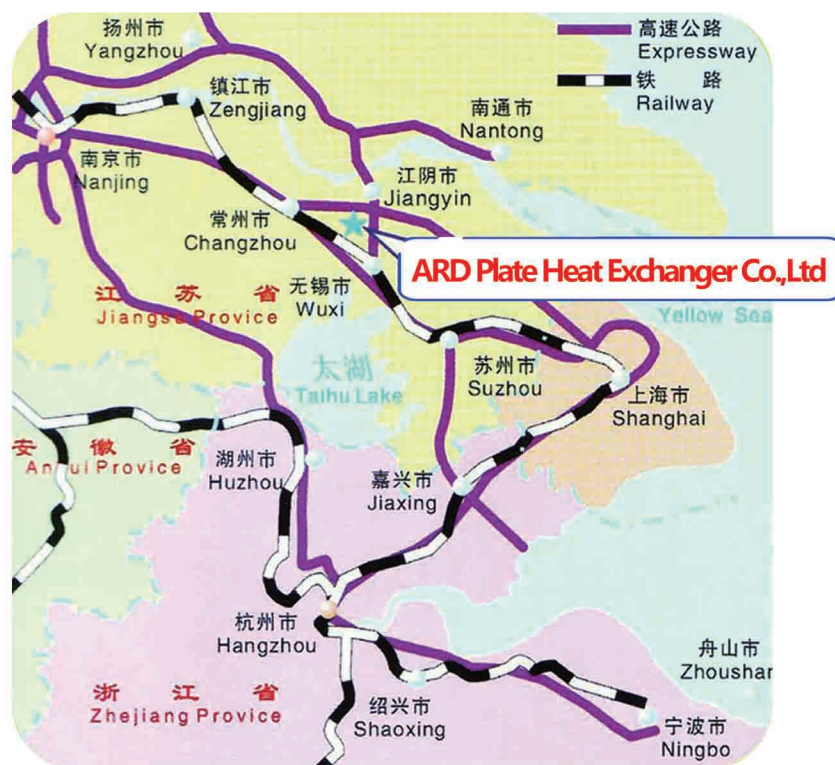 扬州市
Yangzhou
高速公路
Expressway
铁 路
Railway
镇江市
Zengjiang
南通市
Nantong
南京市
Nanjing
江阴市
Jiangyin
常州市
Changzhou
ARD Plate Heat Exchanger Co.,Ltd
无锡市
Wuxi
江 苏 省
Jiangsu Provice
Yellow Sea
太湖
Taihu Lake
苏州市
Suzhou
上海市
Shanghai
安 徽 省
Anhui Provice
湖州市
Huzhou
嘉兴市
Jiaxing
杭州市
Hangzhou
舟山市
Zhoushan
浙 江 省
Zhejiang Provice
绍兴市
Shaoxing
宁波市
Ningbo